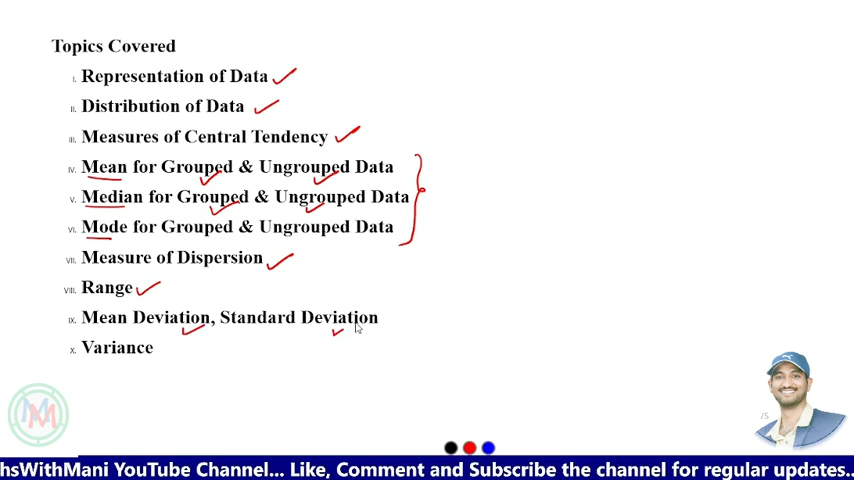 Topics Covered
I. Representation of Data
II. Distribution of Data
III. Measures of Central Tendency
IV. Mean for Grouped & Ungrouped Data
V. Median for Grouped & Ungrouped Data
VI. Mode for Grouped & Ungrouped Data
VII. Measure of Dispersion
VIII. Range
IX. Mean Deviation, Standard Deviation
X. Variance
MM
VS
hsWithMani YouTube Channel... Like, Comment and Subscribe the channel for regular updates..